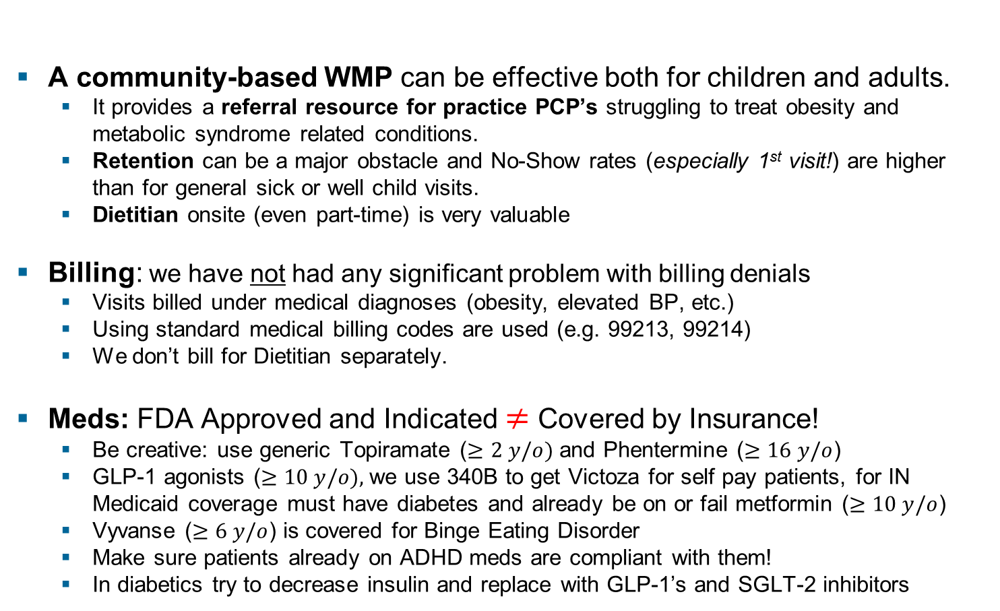 ▪ A community-based WMP can be effective both for children and adults.
▪ It provides a referral resource for practice PCP’s struggling to treat obesity and
metabolic syndrome related conditions.
▪ Retention can be a major obstacle and No-Show rates (especially 1st visit!) are higher
than for general sick or well child visits.
▪ Dietitian onsite (even part-time) is very valuable
▪ Billing: we have not had any significant problem with billing denials
▪ Visits billed under medical diagnoses (obesity, elevated BP, etc.)
▪ Using standard medical billing codes are used (e.g. 99213, 99214)
▪ We don’t bill for Dietitian separately.
▪ Meds: FDA Approved and Indicated ≠ Covered by Insurance!
▪ Be creative: use generic Topiramate (≥ 2 y/o) and Phentermine (≥ 16 y/o)
▪ GLP-1 agonists (≥ 10 y/o), we use 340B to get Victoza for self pay patients, for IN
Medicaid coverage must have diabetes and already be on or fail metformin (≥ 10 y/o)
▪ Vyvanse (≥ 6 y/o) is covered for Binge Eating Disorder
▪ Make sure patients already on ADHD meds are compliant with them!
▪ In diabetics try to decrease insulin and replace with GLP-1’s and SGLT-2 inhibitors